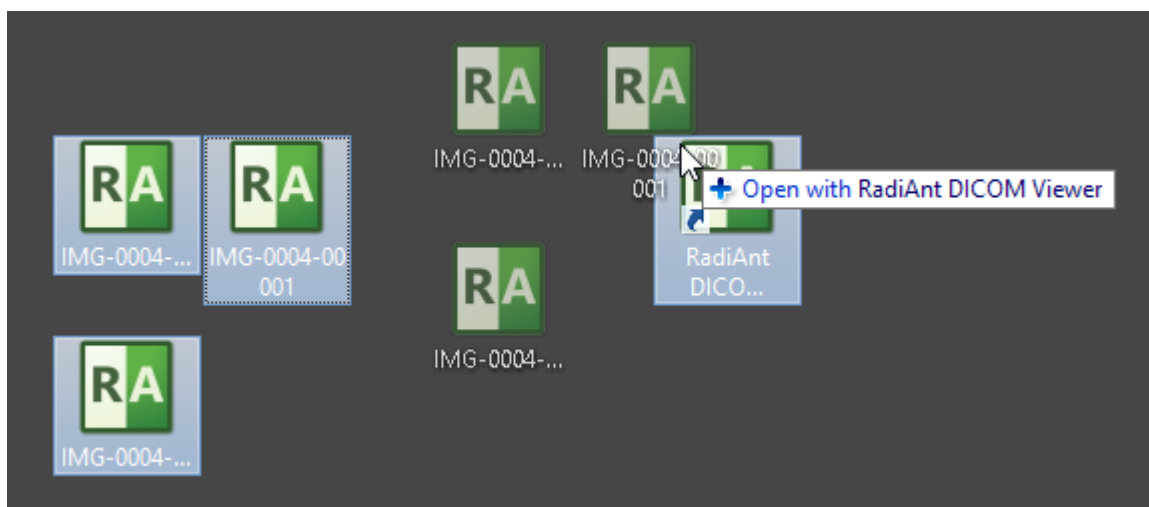 RA
RA
IMG-0004-...
IMG-0004-00
001
RA
RA
IMG-0004-...
IMG-0004-00
001
Open with RadiAnt DICOM Viewer
RadiAnt
DICO...
RA
IMG-0004-...
RA
IMG-0004-...